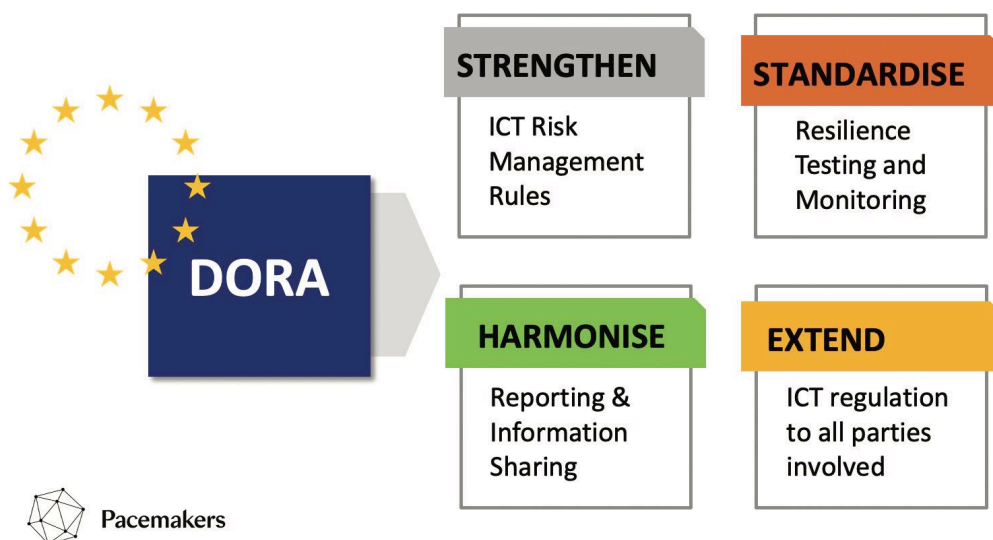 DORA
STRENGTHEN
ICT Risk
Management
Rules
STANDARDISE
Resilience
Testing and
Monitoring
HARMONISE
Reporting &
Information
Sharing
EXTEND
ICT regulation
to all parties
involved
Pacemakers